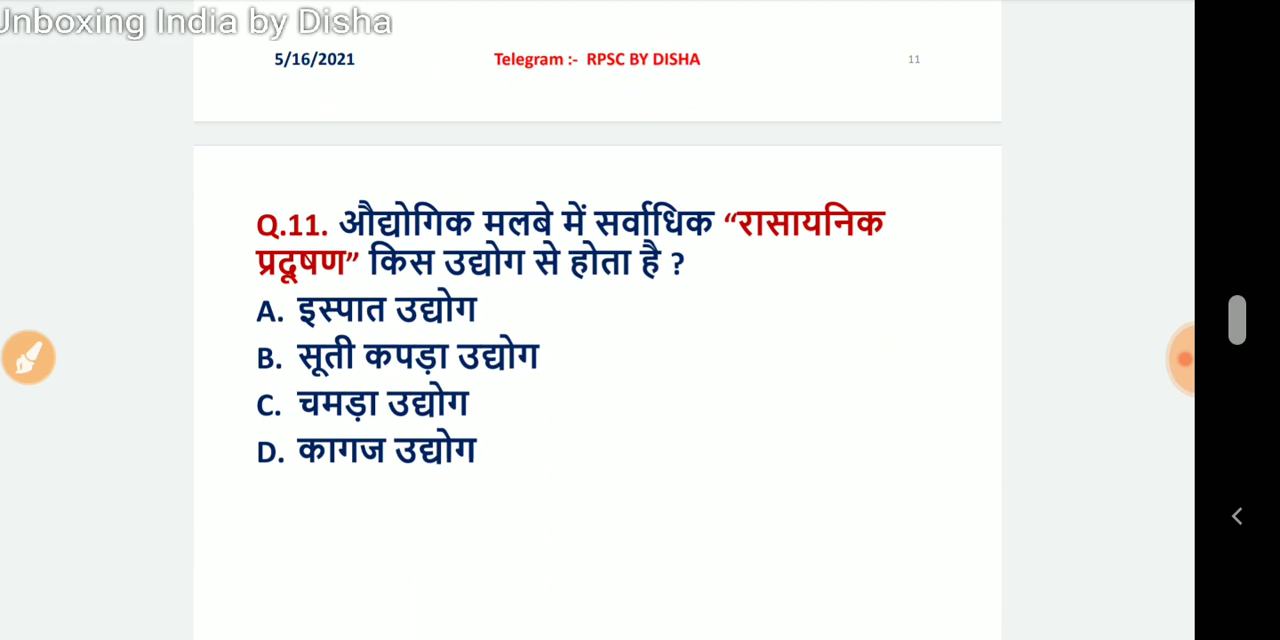 Unboxing India by Disha
5/16/2021 Telegram :- RPSC BY DISHA 11
Q.11. औद्योगिक मलबे में सर्वाधिक “रासायनिक
प्रदूषण” किस उद्योग से होता है ?
A. इस्पात उद्योग
B. सूती कपड़ा उद्योग
C. चमड़ा उद्योग
D. कागज उद्योग